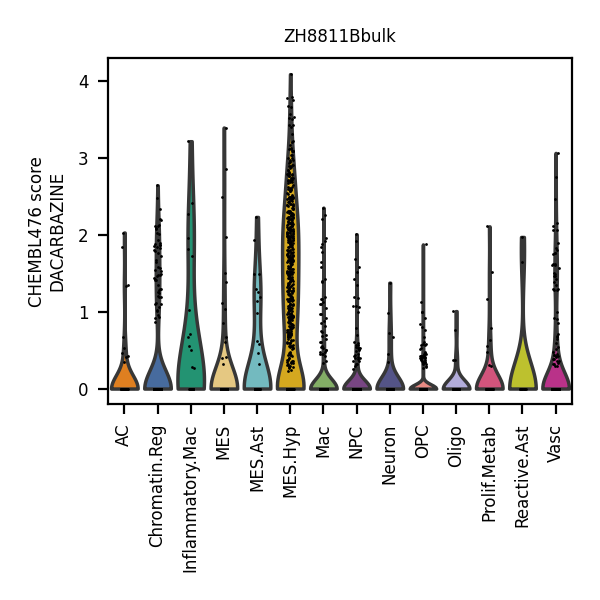 ZH8811Bbulk
CHEMBL476 score
DACARBAZINE
4
3
2
1
0
AC
Chromatin.Reg
Inflammatory.Mac
MES
MES.Ast
MES.Hyp
Mac
NPC
Neuron
OPC
Oligo
Prolif.Metab
Reactive.Ast
Vasc